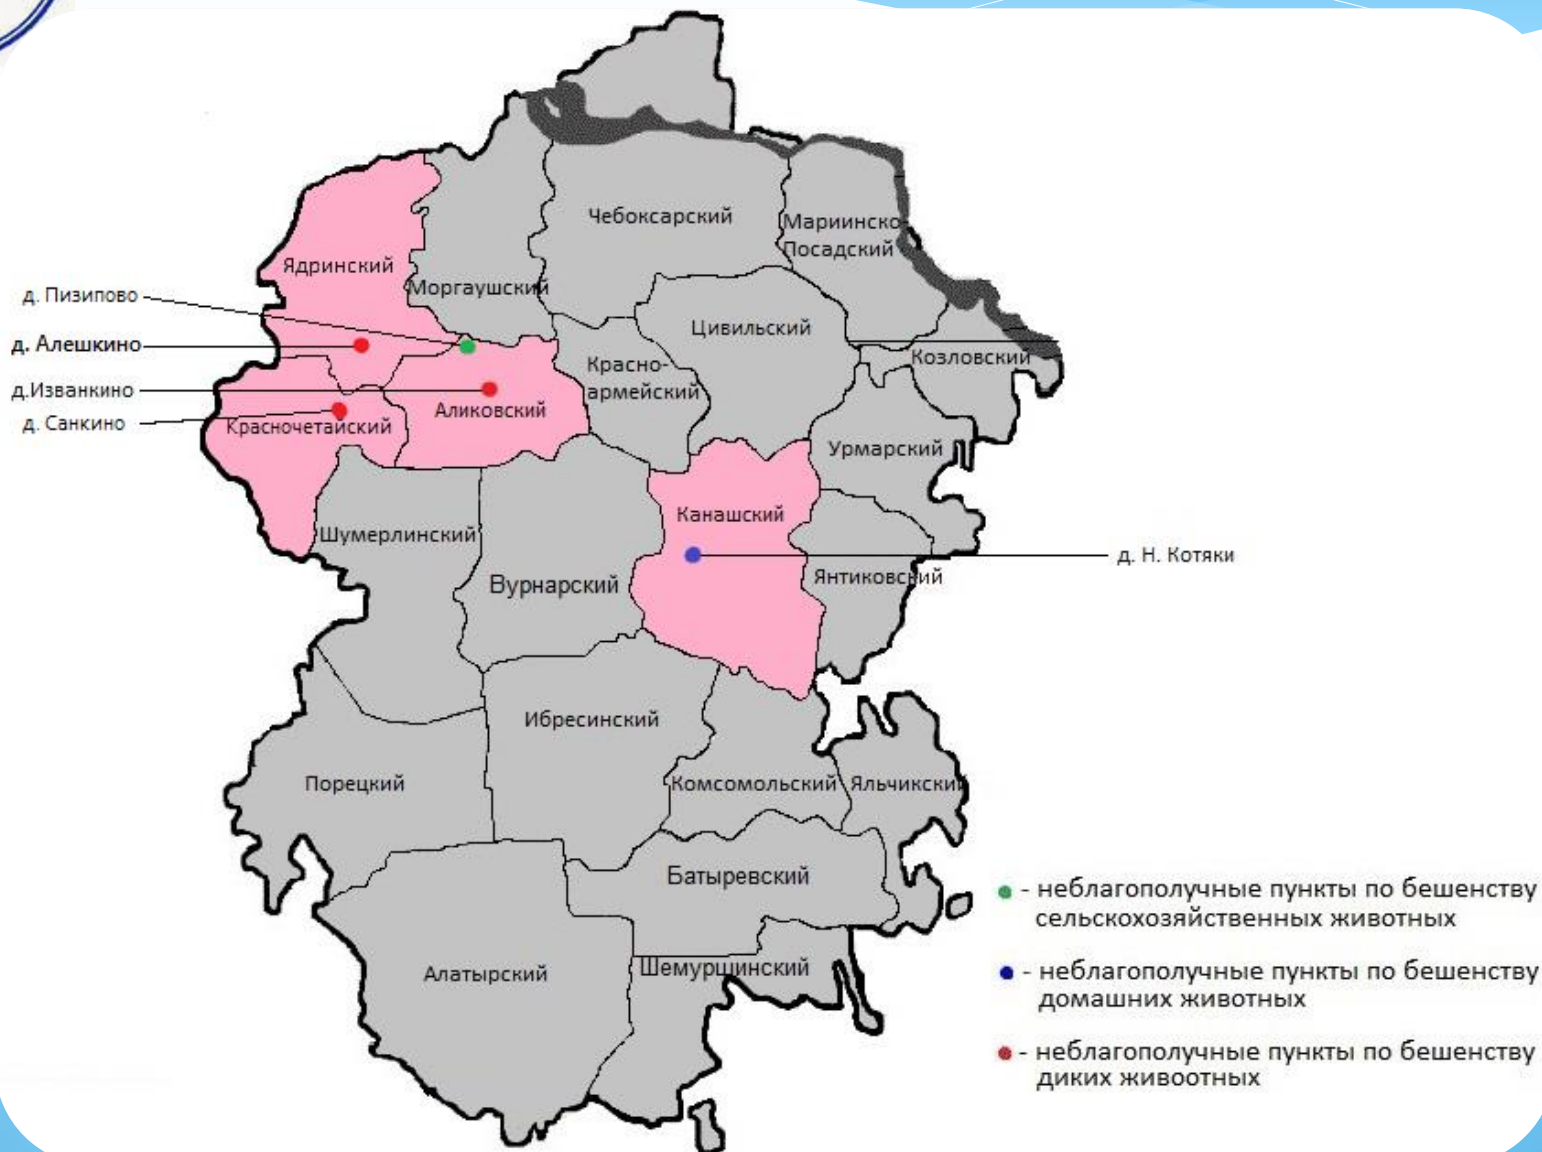 Чебоксарский
Мариинско-
Посадский
Ядринский
Моргаушский
д. Пизипово
д. Алешкино
д.Изванкино
д. Санкино
Цивильский
Козловский
Красно-
армейский
Аликовский
Красночетайский
Урмарский
Канашский
Шумерлинский
д. Н. Котяки
Янтиковский
Вурнарский
Ибресинский
Порецкий
Комсомольский
Яльчикский
Батыревский
Алатырский
Шемуршинский
- неблагополучные пункты по бешенству
сельскохозяйственных животных
- неблагополучные пункты по бешенству
домашних животных
- неблагополучные пункты по бешенству
диких живоотных